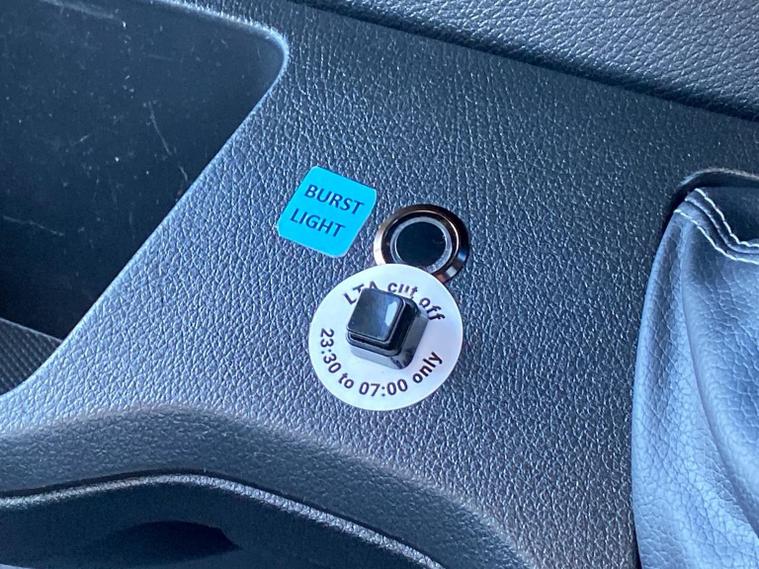 BURST
LIGHT
LTA cut off
23:30 to 07:00 only